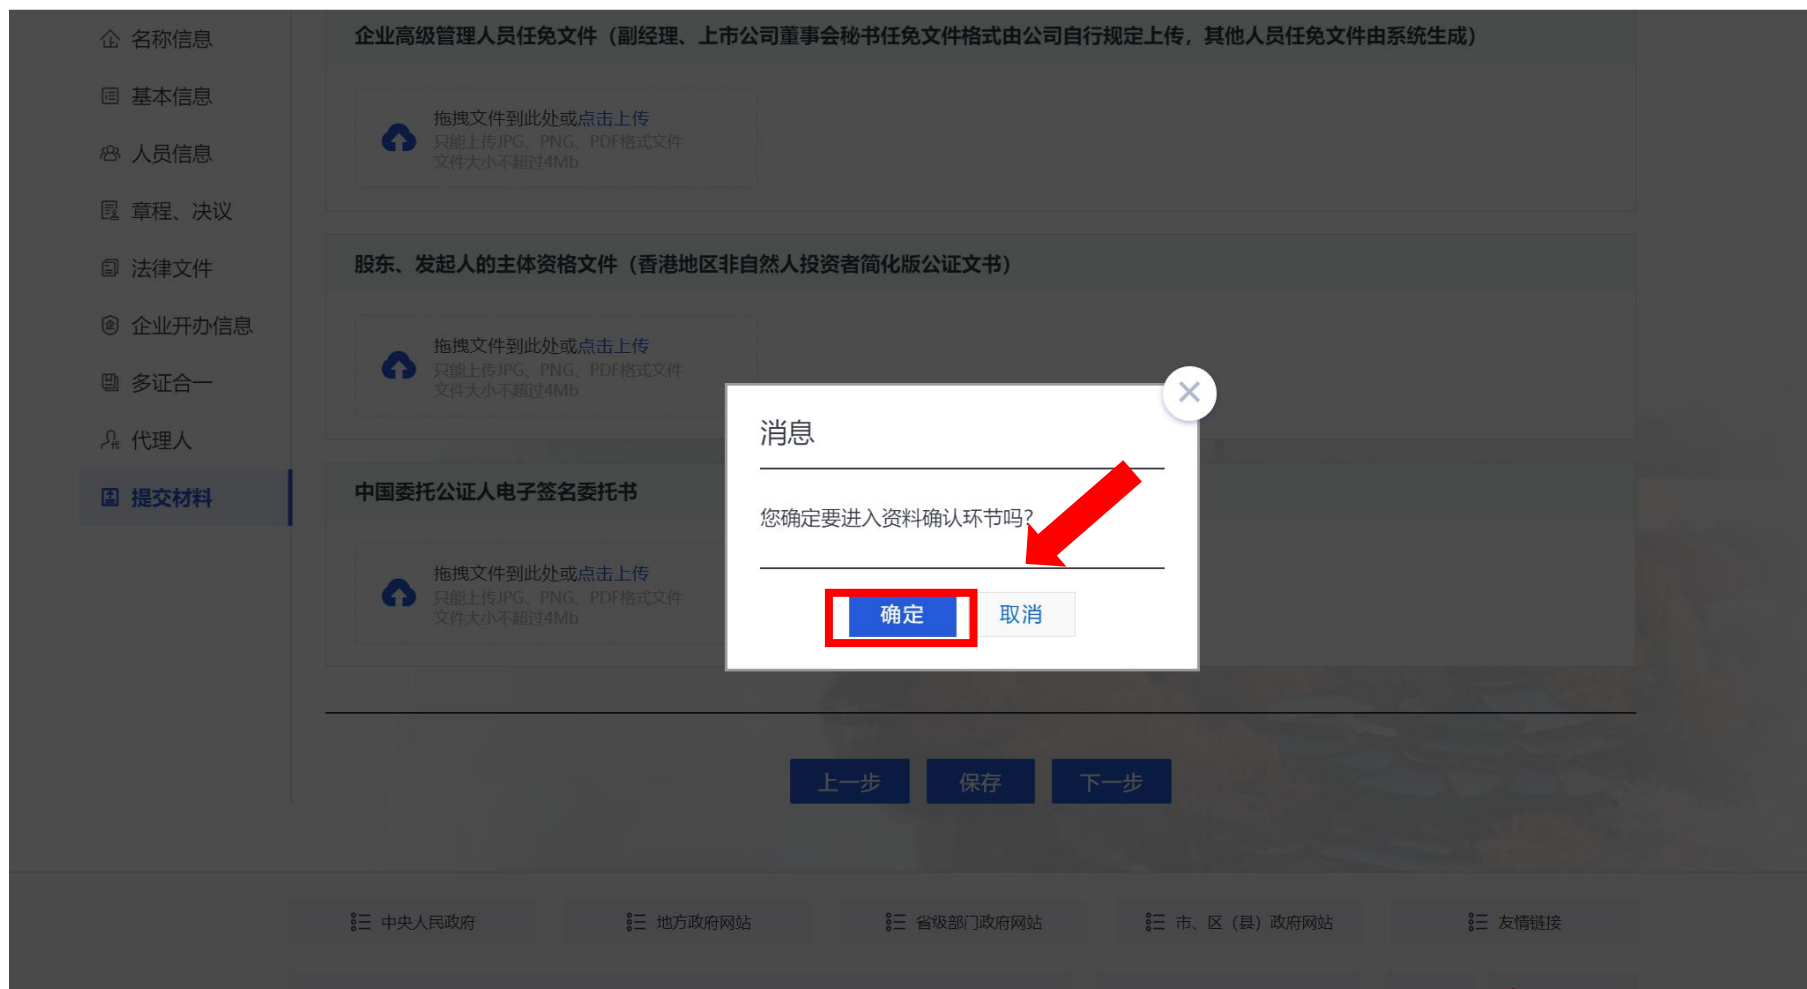 名称信息
基本信息
人员信息
章程、决议
法律文件
企业开办信息
多证合一
代理人
提交材料
企业高级管理人员任免文件（副经理、上市公司董事会秘书任免文件格式由公司自行规定上传，其他人员任免文件由系统生成）
拖拽文件到此处或点击上传
只能上传JPG、PNG、PDF格式文件
文件大小不超过4Mb
股东、发起人的主体资格文件（香港地区非自然人投资者简化版公证文书）
拖拽文件到此处或点击上传
只能上传JPG、PNG、PDF格式文件
文件大小不超过4Mb
中国委托公证人电子签名委托书
拖拽文件到此处或点击上传
只能上传JPG、PNG、PDF格式文件
文件大小不超过4Mb
消息
您确定要进入资料确认环节吗?
确定 取消
上一步 保存 下一步
中央人民政府 地方政府网站 省级部门政府网站 市、区（县）政府网站 友情链接